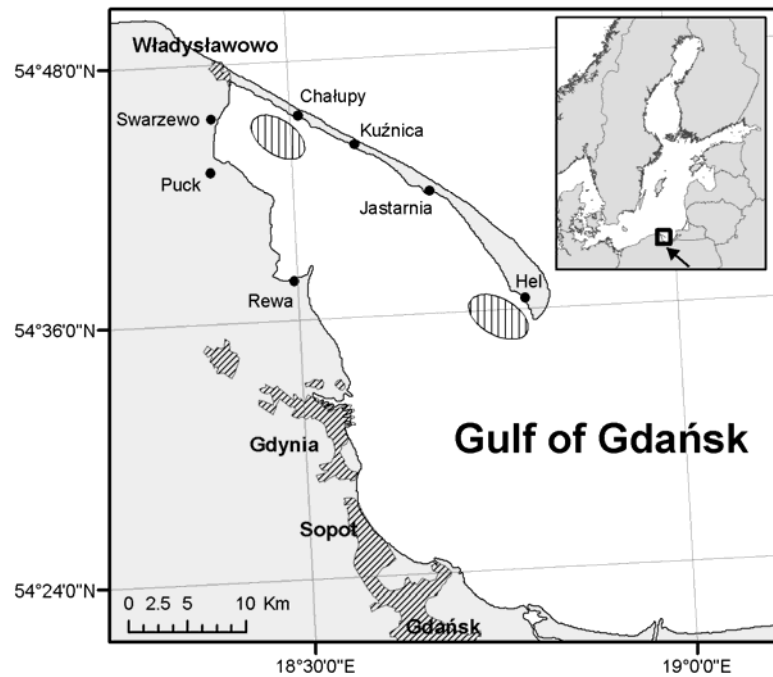 Władysławowo
54°48'0"N
Chałupy
Swarzewo
Kuźnica
Puck
Jastarnia
Hel
Rewa
54°36'0"N
Gulf of Gdańsk
Gdynia
Sopot
54°24'0"N
0 2.5 5 10 Km
Gdańsk
18°30'0"E
19°0'0"E